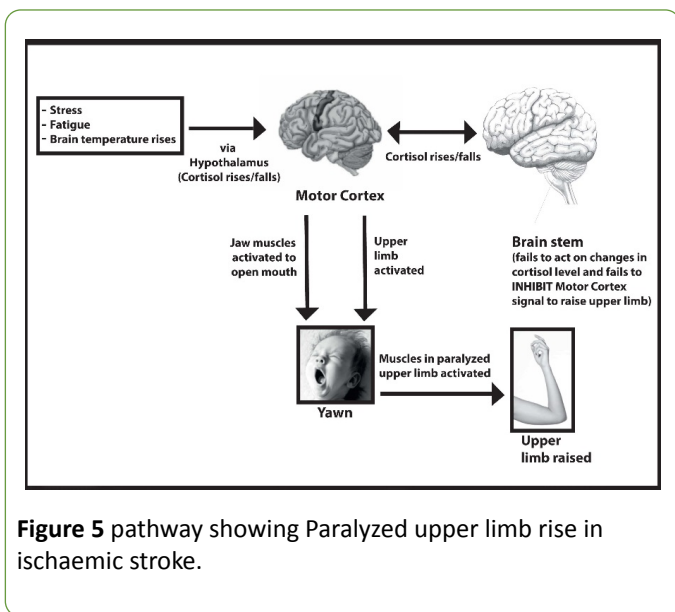 - Stress
- Fatigue
- Brain temperature rises
via
Hypothalamus
(Cortisol rises/falls)
Motor Cortex
Cortisol rises/falls
Brain stem
(fails to act on changes in
cortisol level and fails to
INHIBIT Motor Cortex
signal to raise upper limb)
Jaw muscles
activated to
open mouth
Upper
limb
activated
Yawn
Muscles in paralyzed
upper limb activated
Upper
limb raised
Figure 5 pathway showing Paralyzed upper limb rise in
ischaemic stroke.